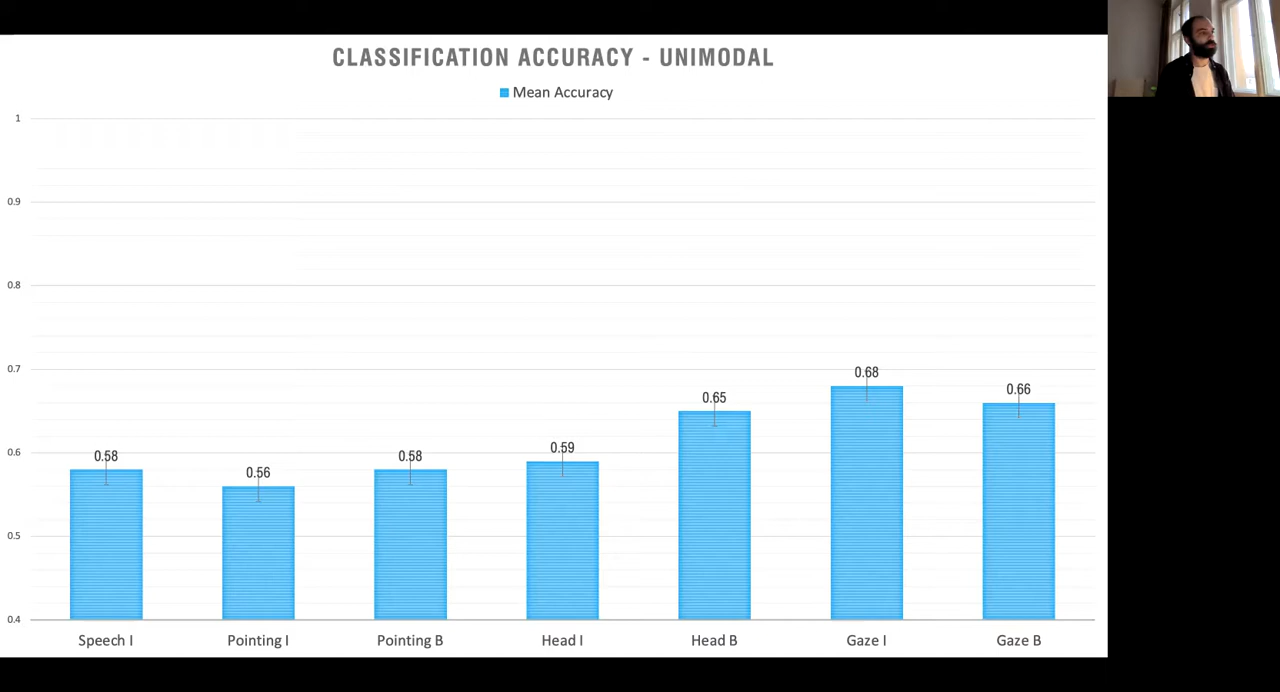 CLASSIFICATION ACCURACY - UNIMODAL
Mean Accuracy
1
0.9
0.8
0.7
0.6
0.5
0.4
0.58
0.56
0.58
0.59
0.65
0.68
0.66
Speech I
Pointing I
Pointing B
Head I
Head B
Gaze I
Gaze B